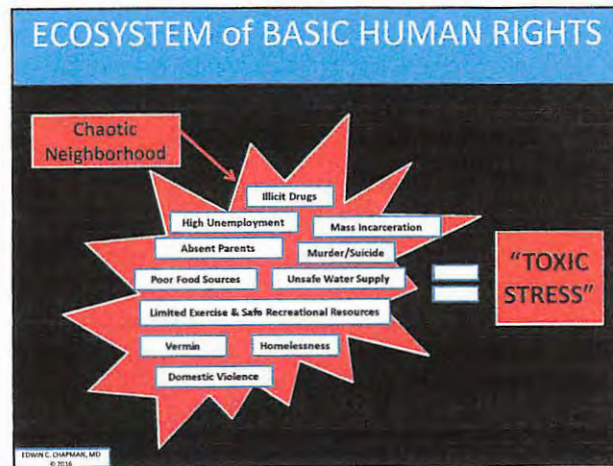 ECOSYSTEM of BASIC HUMAN RIGHTS
Chaotic
Neighborhood
Illicit Drugs
High Unemployment
Mass Incarceration
Absent Parents
Murder/Suicide
Poor Food Sources
Unsafe Water Supply
Limited Exercise & Safe Recreational Resources
Vermin
Homelessness
Domestic Violence
"TOXIC
STRESS"
EDWIN C. CHAPMAN, MD
© 2016